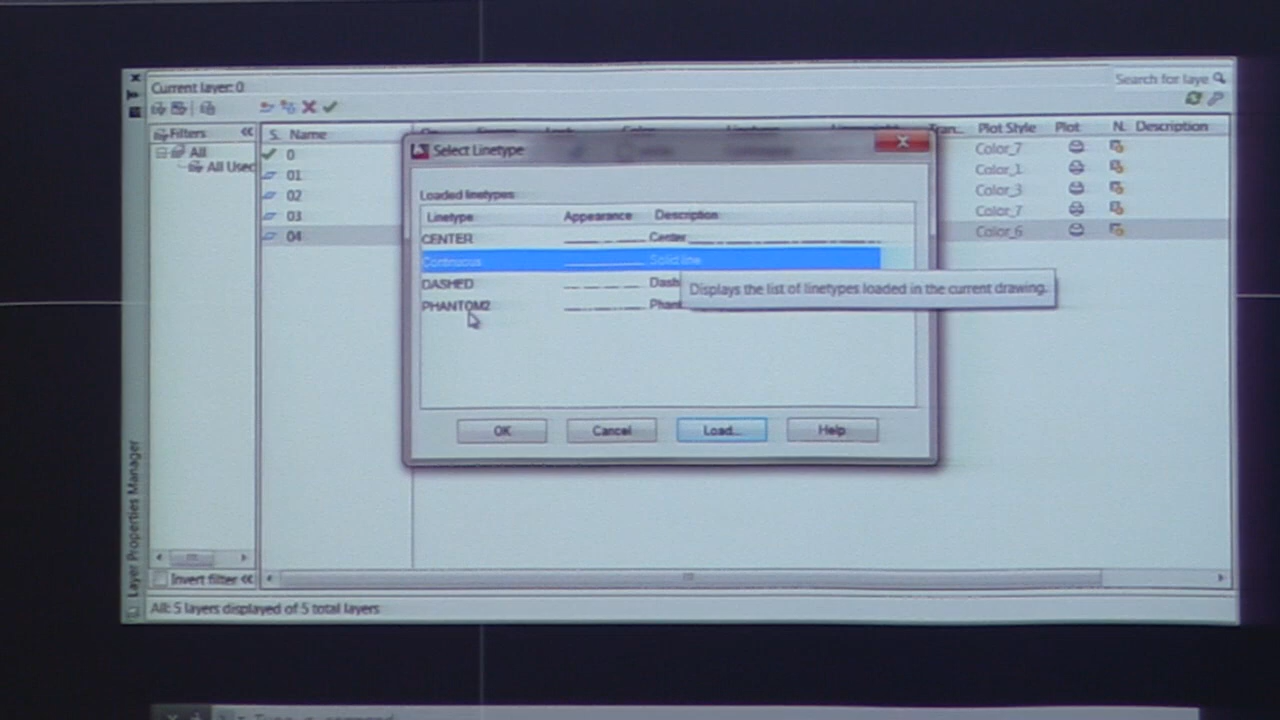 Current layer: 0
Search for laye
Filters
S. Name
Plot Style Plot N. Description
All
All Used
0 Color_7
01 Color_1
02 Color_3
03 Color_7
04 Color_6
Select Linetype
Loaded linetypes
Linetype Appearance Description
CENTER Center
Continuous Solid line
DASHED Dash
PHANTOM2 Phan
Displays the list of linetypes loaded in the current drawing.
OK Cancel Load... Help
Layer Properties Manager
Invert filter
All: 5 layers displayed of 5 total layers